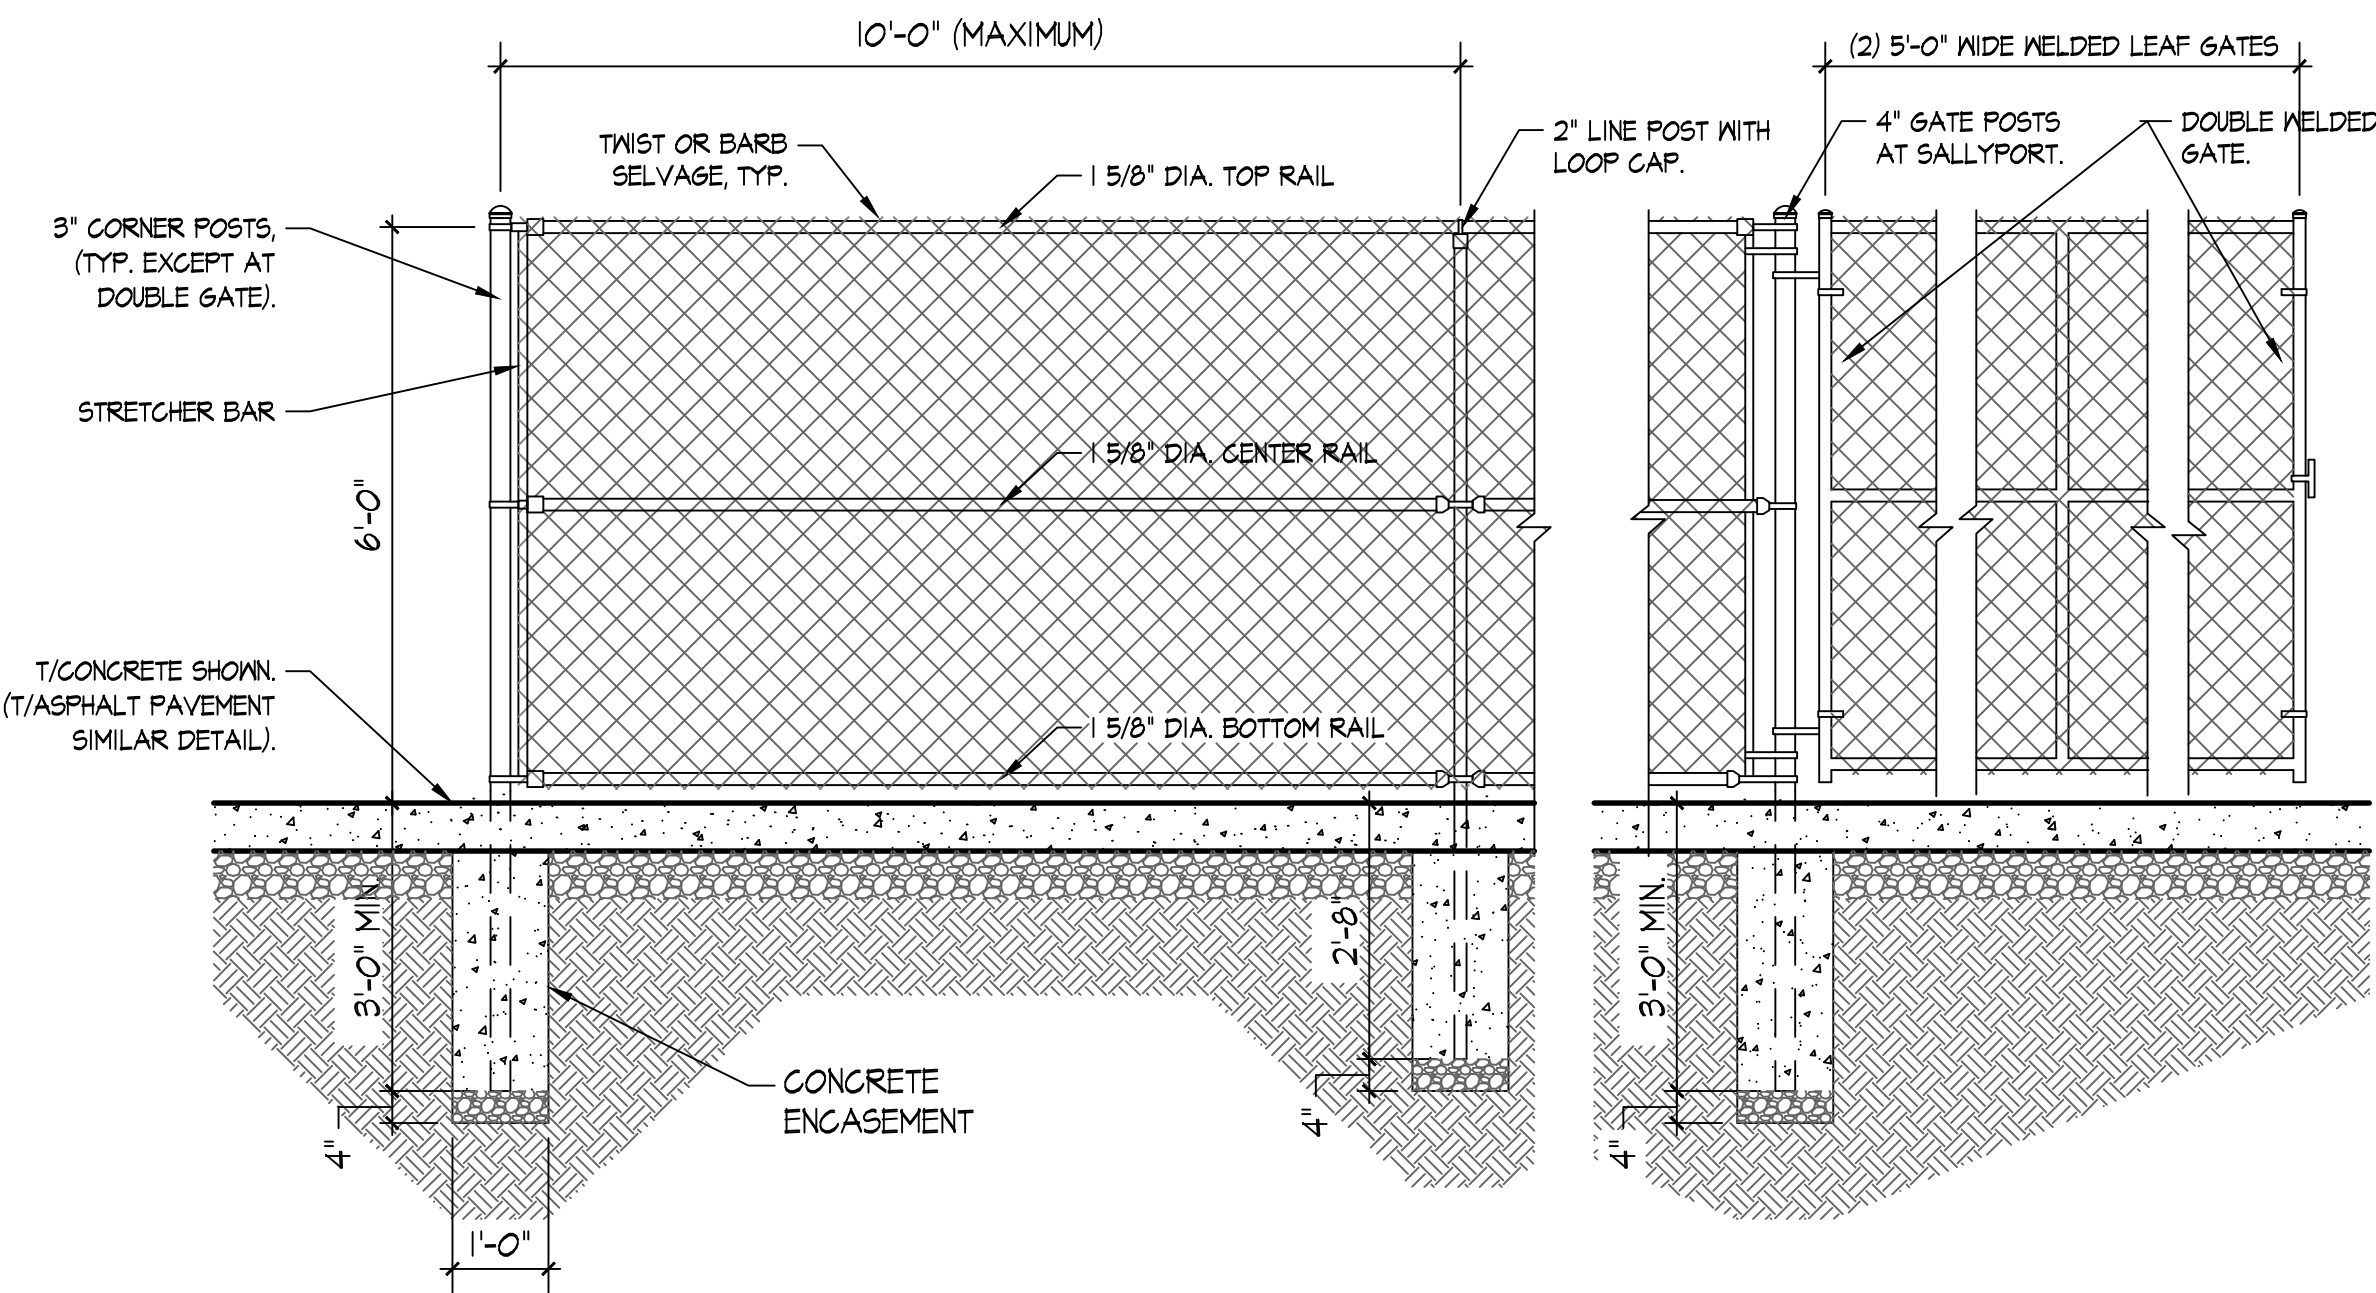 10'-0" (MAXIMUM)
(2) 5'-0" WIDE WELDED LEAF GATES
TWIST OR BARB
SELVAGE, TYP.
1 5/8" DIA. TOP RAIL
2" LINE POST WITH
LOOP CAP.
4" GATE POSTS
AT SALLYPORT.
DOUBLE WELDED
GATE.
3" CORNER POSTS,
(TYP. EXCEPT AT
DOUBLE GATE).
STRETCHER BAR
1 5/8" DIA. CENTER RAIL
6'-0"
T/CONCRETE SHOWN.
(T/ASPHALT PAVEMENT
SIMILAR DETAIL).
1 5/8" DIA. BOTTOM RAIL
3'-0" MIN.
2'-8"
3'-0" MIN.
CONCRETE
ENCASEMENT
4"
4"
4"
1'-0"